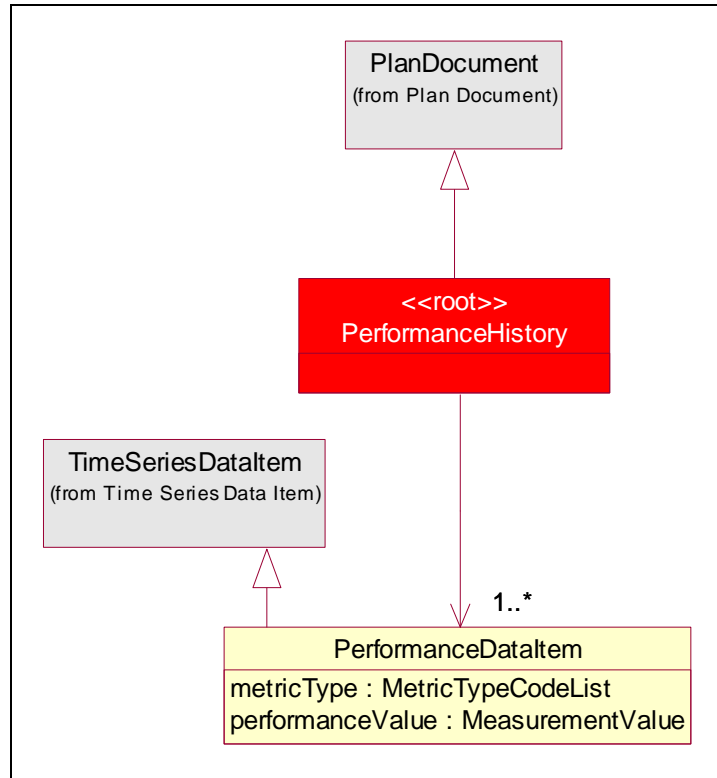 PlanDocument
(from Plan Document)
<<root>>
PerformanceHistory
TimeSeriesDataItem
(from Time Series Data Item)
1..*
PerformanceDataItem
metricType : MetricTypeCodeList
performanceValue : MeasurementValue